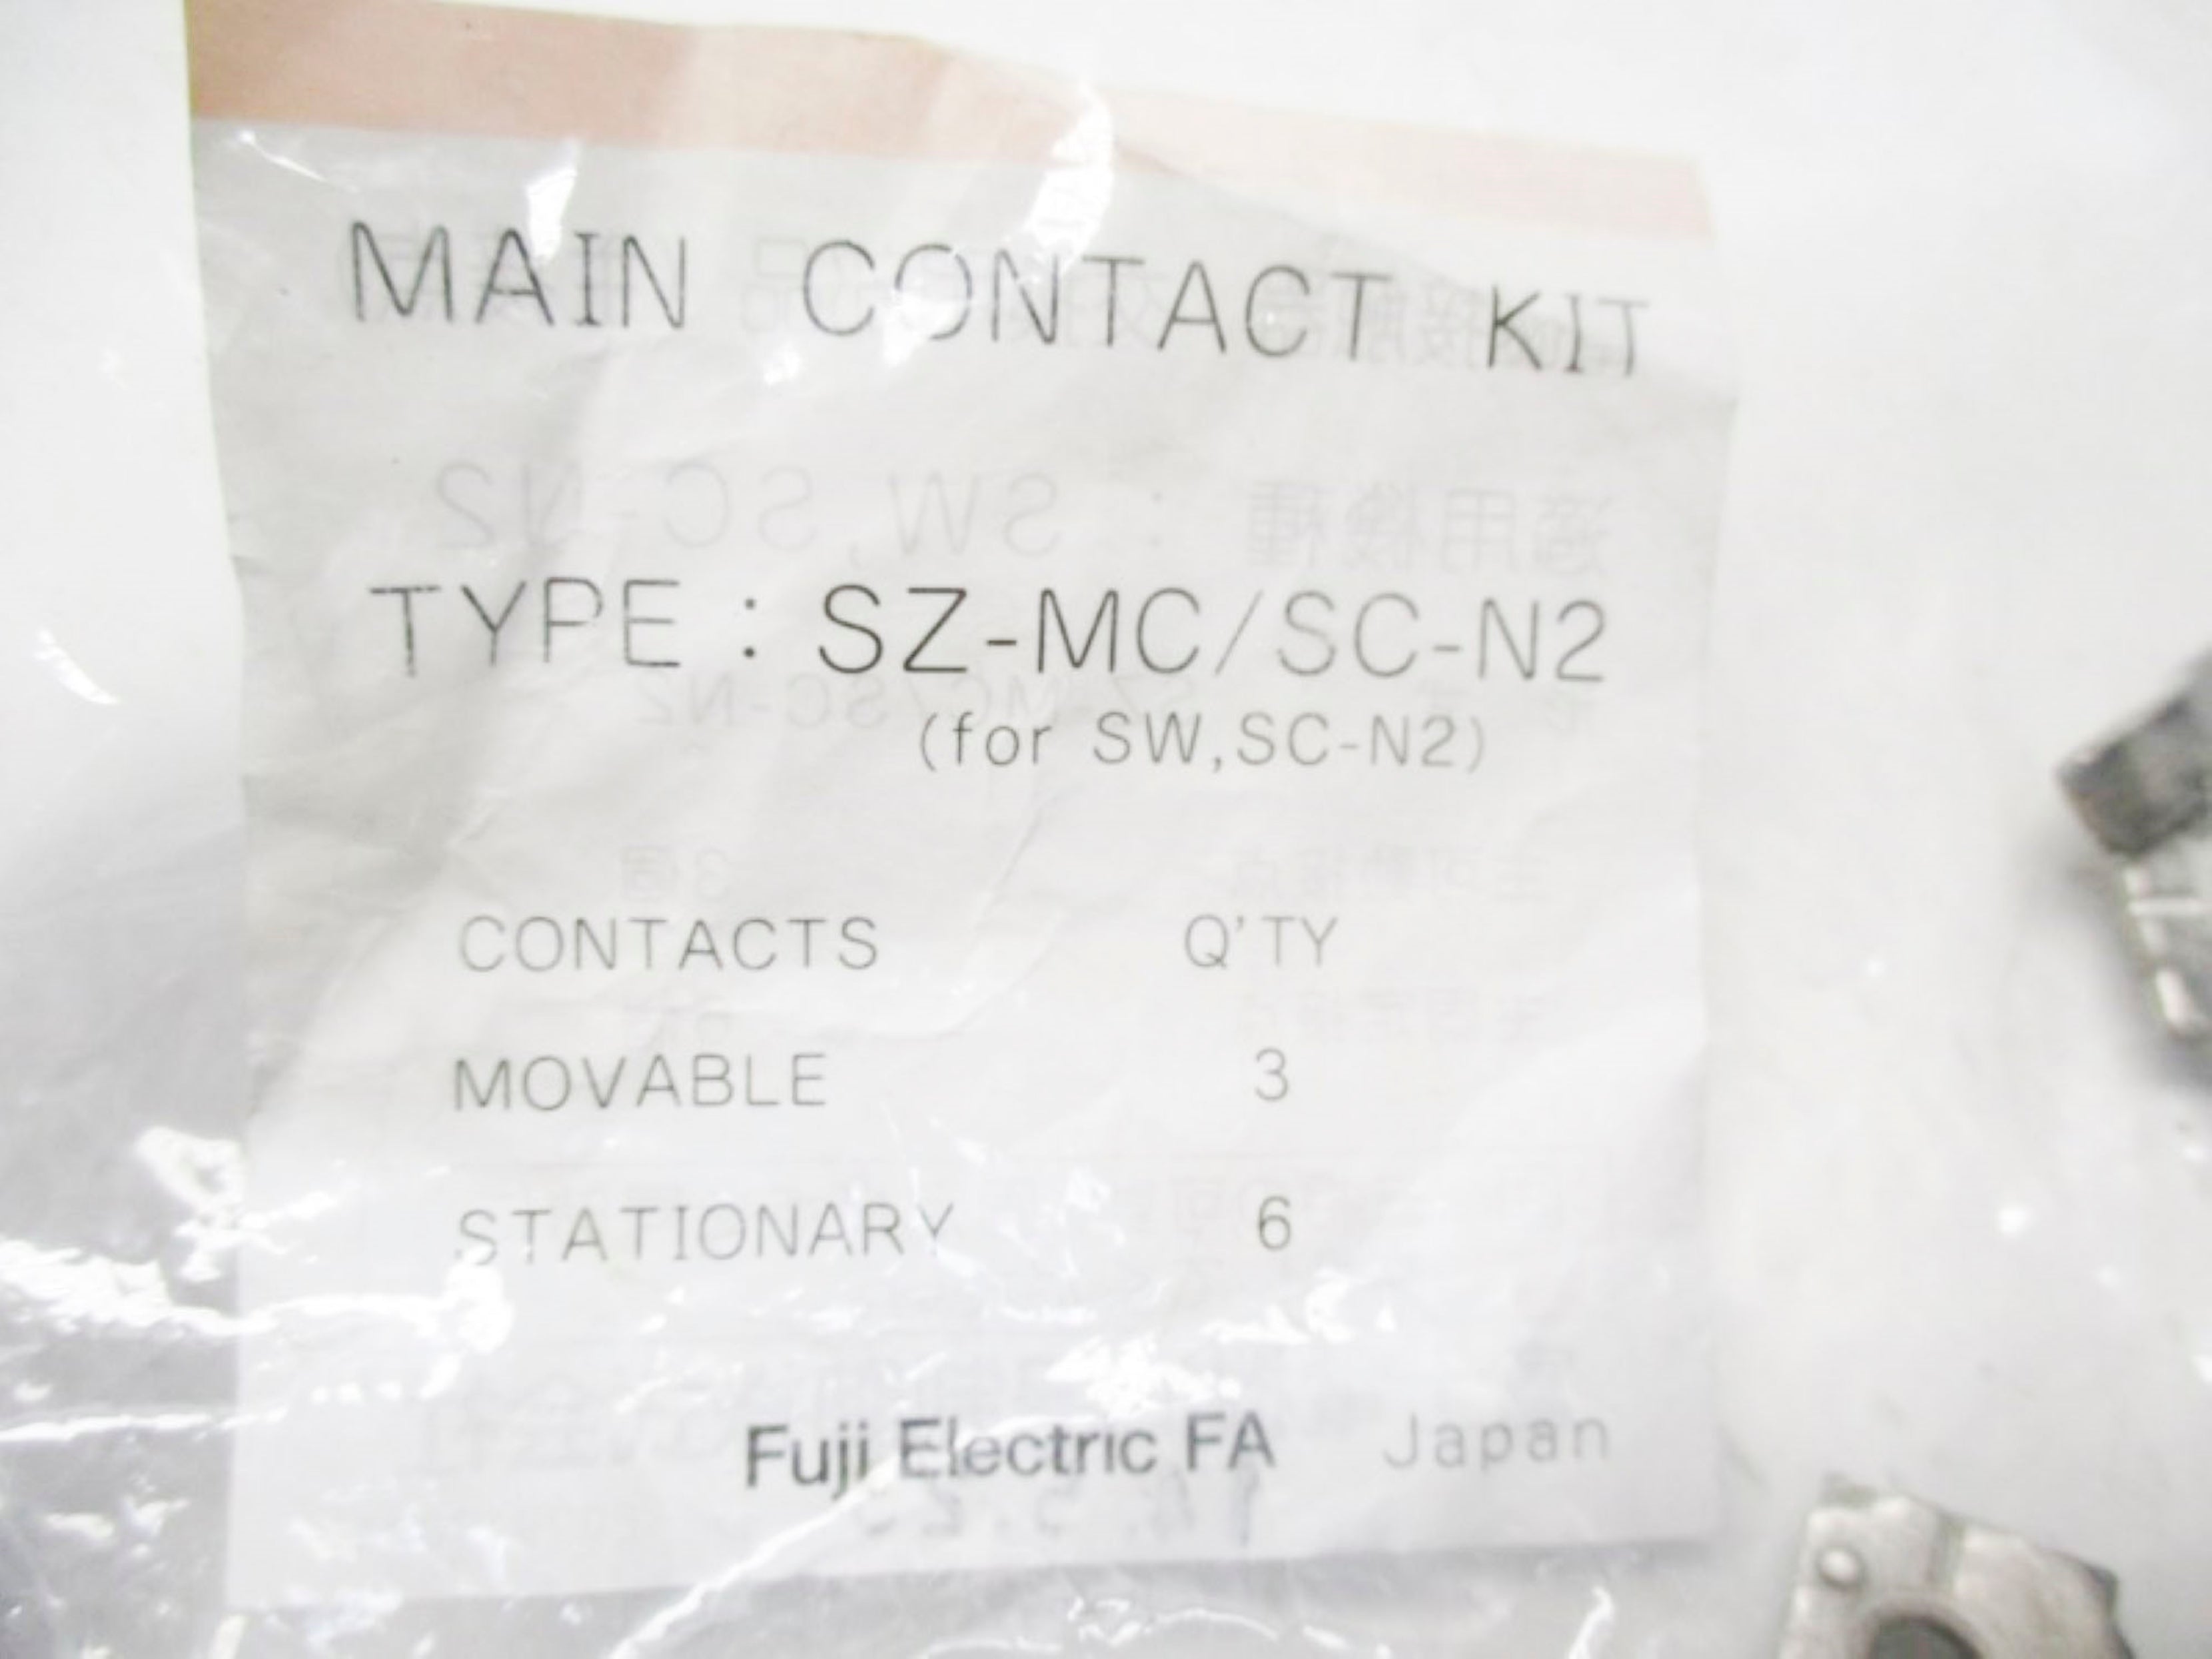 MAIN CONTACT KIT
TYPE : SZ-MC/SC-N2
(for SW,SC-N2)
CONTACTS Q'TY
MOVABLE 3
STATIONARY 6
Fuji Electric FA Japan